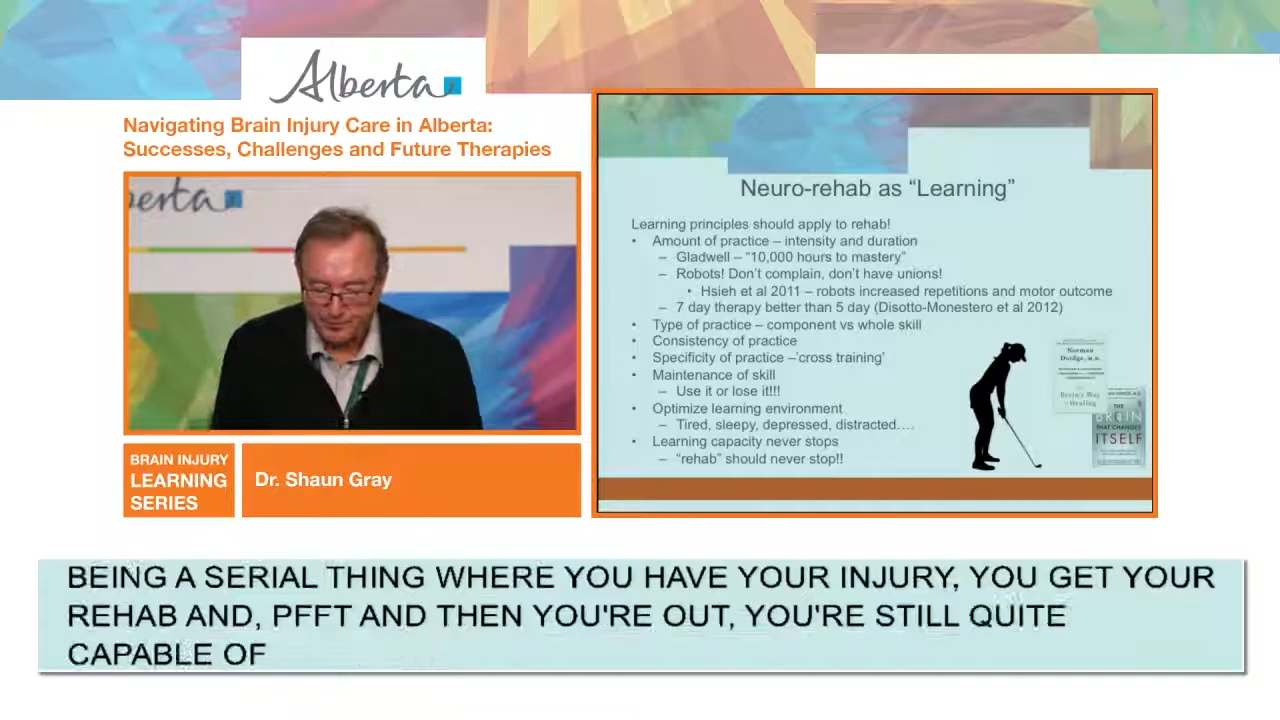 Alberta
Navigating Brain Injury Care in Alberta:
Successes, Challenges and Future Therapies
berta
BRAIN INJURY
LEARNING
SERIES
Dr. Shaun Gray
Neuro-rehab as “Learning”
Learning principles should apply to rehab!
• Amount of practice – intensity and duration
– Gladwell – “10,000 hours to mastery”
– Robots! Don’t complain, don’t have unions!
• Hsieh et al 2011 – robots increased repetitions and motor outcome
– 7 day therapy better than 5 day (Disotto-Monestero et al 2012)
• Type of practice – component vs whole skill
• Consistency of practice
• Specificity of practice –‘cross training’
• Maintenance of skill
– Use it or lose it!!!
• Optimize learning environment
– Tired, sleepy, depressed, distracted….
• Learning capacity never stops
– “rehab” should never stop!!
Norman
Doidge, M.D.
Brain's Way
of Healing
THE
BRAIN
THAT CHANGES
ITSELF
BEING A SERIAL THING WHERE YOU HAVE YOUR INJURY, YOU GET YOUR
REHAB AND, PFFT AND THEN YOU'RE OUT, YOU'RE STILL QUITE
CAPABLE OF